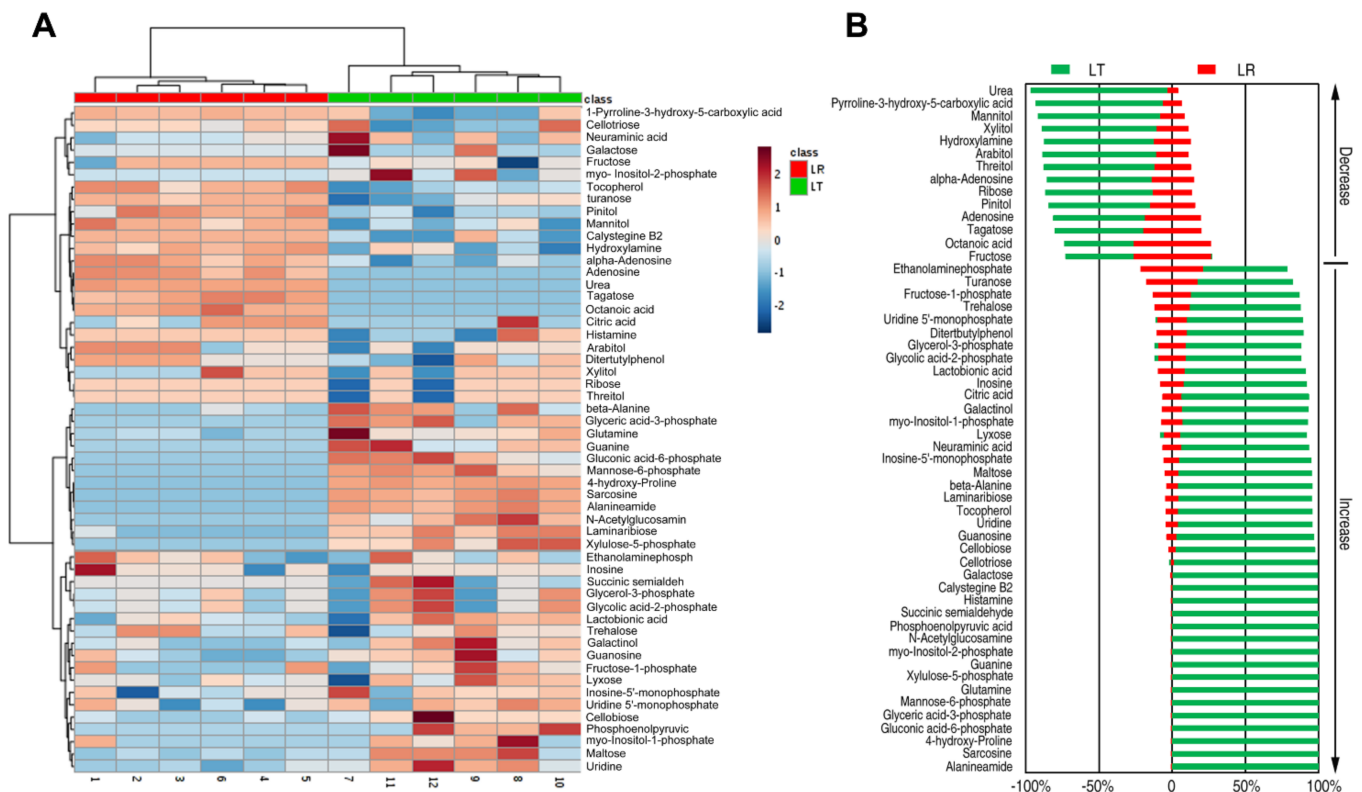 A
B
class
1-Pyrroline-3-hydroxy-5-carboxylic acid
Cellotriose
Neuraminic acid
Galactose
Fructose
myo- Inositol-2-phosphate
Tocopherol
turanose
Pinitol
Mannitol
Calystegine B2
Hydroxylamine
alpha-Adenosine
Adenosine
Urea
Tagatose
Octanoic acid
Citric acid
Histamine
Arabitol
Ditertutylphenol
Xylitol
Ribose
Threitol
beta-Alanine
Glyceric acid-3-phosphate
Glutamine
Guanine
Gluconic acid-6-phosphate
Mannose-6-phosphate
4-hydroxy-Proline
Sarcosine
Alanineamide
N-Acetylglucosamin
Laminaribiose
Xylulose-5-phosphate
Ethanolaminephosph
Inosine
Succinic semialdeh
Glycerol-3-phosphate
Glycolic acid-2-phosphate
Lactobionic acid
Trehalose
Galactinol
Guanosine
Fructose-1-phosphate
Lyxose
Inosine-5'-monophosphate
Uridine 5'-monophosphate
Cellobiose
Phosphoenolpyruvic
myo-Inositol-1-phosphate
Maltose
Uridine
1 2 3 6 4 5 7 11 12 9 8 10
2
1
0
-1
-2
class
LR
LT
LT LR
Urea
Pyrroline-3-hydroxy-5-carboxylic acid
Mannitol
Xylitol
Hydroxylamine
Arabitol
Threitol
alpha-Adenosine
Ribose
Pinitol
Adenosine
Tagatose
Octanoic acid
Fructose
Ethanolaminephosphate
Turanose
Fructose-1-phosphate
Trehalose
Uridine 5'-monophosphate
Ditertbutylphenol
Glycerol-3-phosphate
Glycolic acid-2-phosphate
Lactobionic acid
Inosine
Citric acid
Galactinol
myo-Inositol-1-phosphate
Lyxose
Neuraminic acid
Inosine-5'-monophosphate
Maltose
beta-Alanine
Laminaribiose
Tocopherol
Uridine
Guanosine
Cellobiose
Cellotriose
Galactose
Calystegine B2
Histamine
Succinic semialdehyde
Phosphoenolpyruvic acid
N-Acetylglucosamine
myo-Inositol-2-phosphate
Guanine
Xylulose-5-phosphate
Glutamine
Mannose-6-phosphate
Glyceric acid-3-phosphate
Gluconic acid-6-phosphate
4-hydroxy-Proline
Sarcosine
Alanineamide
-100% -50% 0 50% 100%
Decrease
Increase